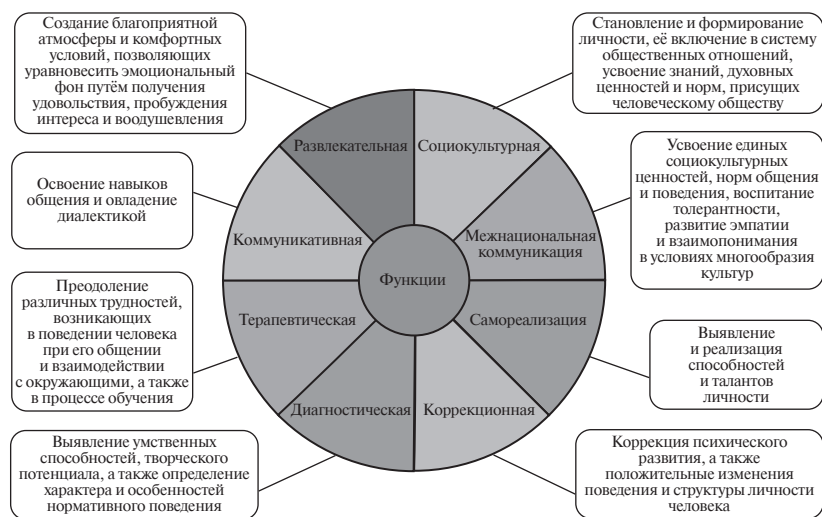 Создание благоприятной
атмосферы и комфортных
условий, позволяющих
уравновесить эмоциональный
фон путём получения
удовольствия, пробуждения
интереса и воодушевления
Становление и формирование
личности, её включение в систему
общественных отношений,
усвоение знаний, духовных
ценностей и норм, присущих
человеческому обществу
Развлекательная
Социокультурная
Освоение навыков
общения и овладение
диалектикой
Усвоение единых
социокультурных
ценностей, норм общения
и поведения, воспитание
толерантности,
развитие эмпатии
и взаимопонимания
в условиях многообразия
культур
Коммуникативная
Межнациональная
коммуникация
Функции
Преодоление
различных трудностей,
возникающих
в поведении человека
при его общении
и взаимодействии
с окружающими, а также
в процессе обучения
Терапевтическая
Самореализация
Выявление
и реализация
способностей
и талантов
личности
Диагностическая
Коррекционная
Выявление умственных
способностей, творческого
потенциала, а также определение
характера и особенностей
нормативного поведения
Коррекция психического
развития, а также
положительные изменения
поведения и структуры личности
человека